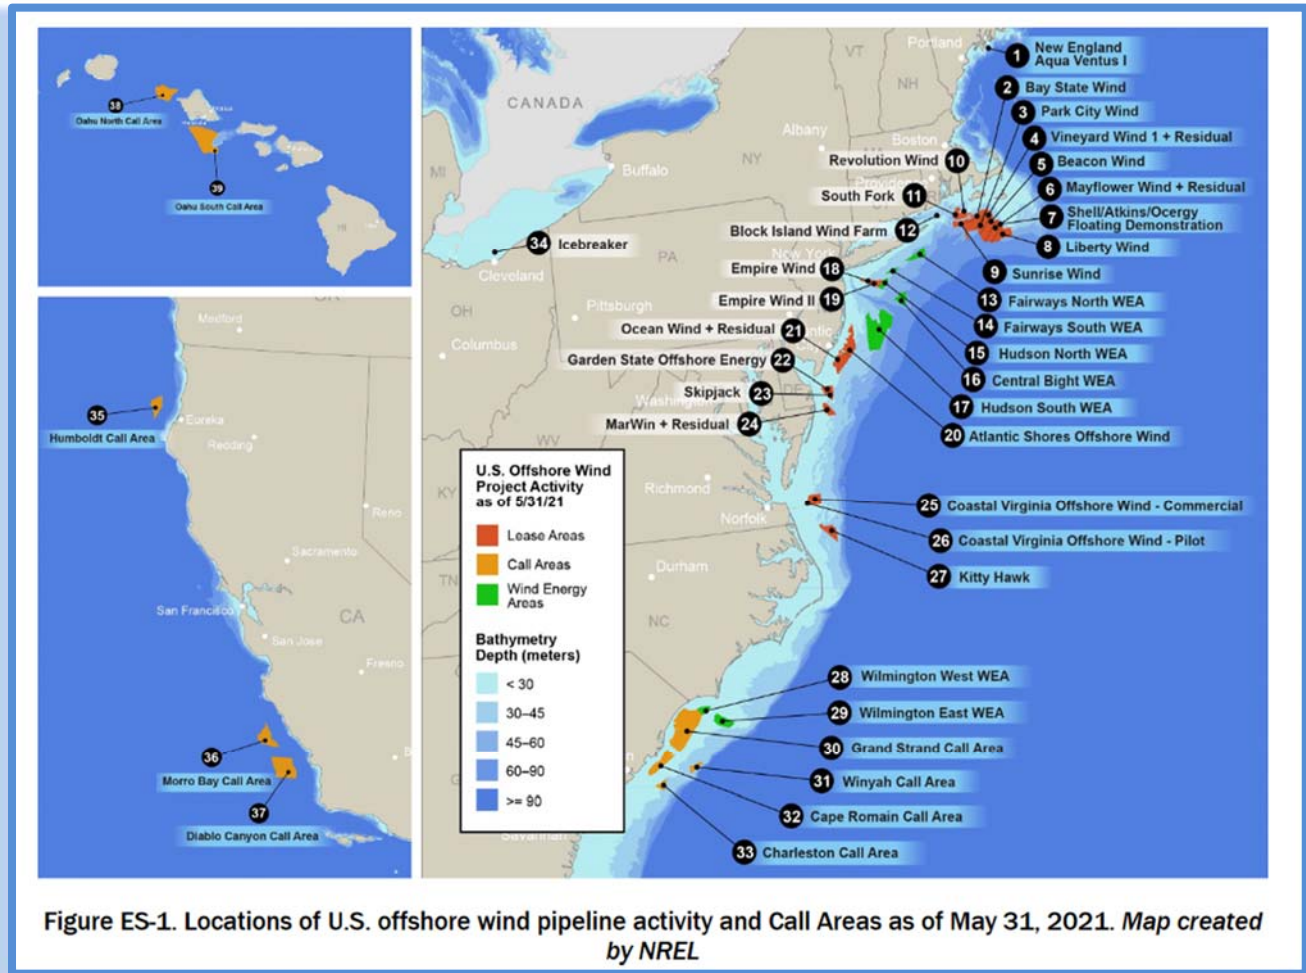 38
Oahu North Call Area
39
Oahu South Call Area
HI
OR
Medford
35
Humboldt Call Area
Eureka
Redding
Reno
Sacramento
San Francisco
CA
San Jose
Fresno
36
Morro Bay Call Area
37
Diablo Canyon Call Area
CANADA
MI
Buffalo
Albany
NY
VT
NH
Portland
Boston
34 Icebreaker
Cleveland
OH
PA
Pittsburgh
Columbus
WV
KY
Richmond
Norfolk
TN
Durham
NC
Savannah
1 New England
Aqua Ventus I
2 Bay State Wind
3 Park City Wind
4 Vineyard Wind 1 + Residual
5 Beacon Wind
6 Mayflower Wind + Residual
7 Shell/Atkins/Ocergy
Floating Demonstration
8 Liberty Wind
9 Sunrise Wind
Revolution Wind 10
South Fork 11
Block Island Wind Farm 12
13 Fairways North WEA
14 Fairways South WEA
15 Hudson North WEA
16 Central Bight WEA
17 Hudson South WEA
Empire Wind 18
Empire Wind II 19
20 Atlantic Shores Offshore Wind
Ocean Wind + Residual 21
Garden State Offshore Energy 22
Skipjack 23
MarWin + Residual 24
25 Coastal Virginia Offshore Wind - Commercial
26 Coastal Virginia Offshore Wind - Pilot
27 Kitty Hawk
28 Wilmington West WEA
29 Wilmington East WEA
30 Grand Strand Call Area
31 Winyah Call Area
32 Cape Romain Call Area
33 Charleston Call Area
U.S. Offshore Wind
Project Activity
as of 5/31/21
Lease Areas
Call Areas
Wind Energy
Areas
Bathymetry
Depth (meters)
< 30
30–45
45–60
60–90
>= 90
Figure ES-1. Locations of U.S. offshore wind pipeline activity and Call Areas as of May 31, 2021. Map created
by NREL